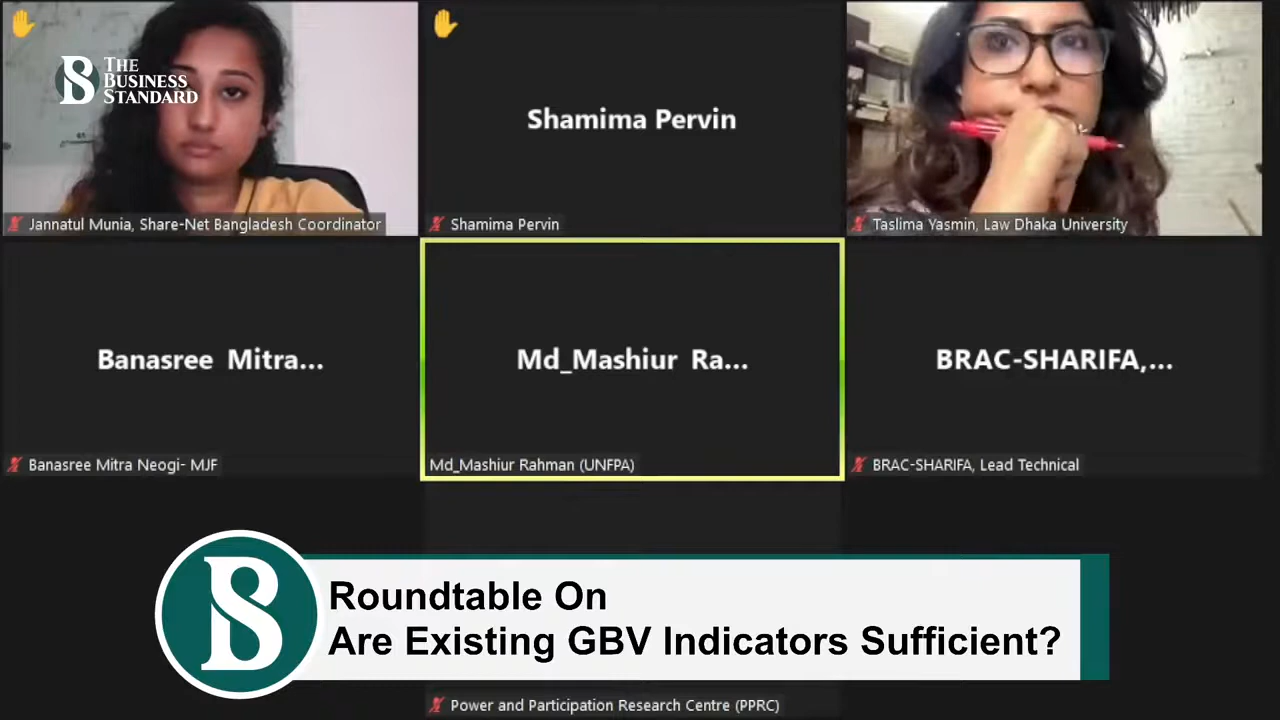 THE
BUSINESS
STANDARD
Shamima Pervin
Jannatul Munia, Share-Net Bangladesh Coordinator
Shamima Pervin
Taslima Yasmin, Law Dhaka University
Banasree Mitra...
Md_Mashiur Ra...
BRAC-SHARIFA,...
Banasree Mitra Neogi- MJF
Md_Mashiur Rahman (UNFPA)
BRAC-SHARIFA, Lead Technical
Roundtable On
Are Existing GBV Indicators Sufficient?
Power and Participation Research Centre (PPRC)